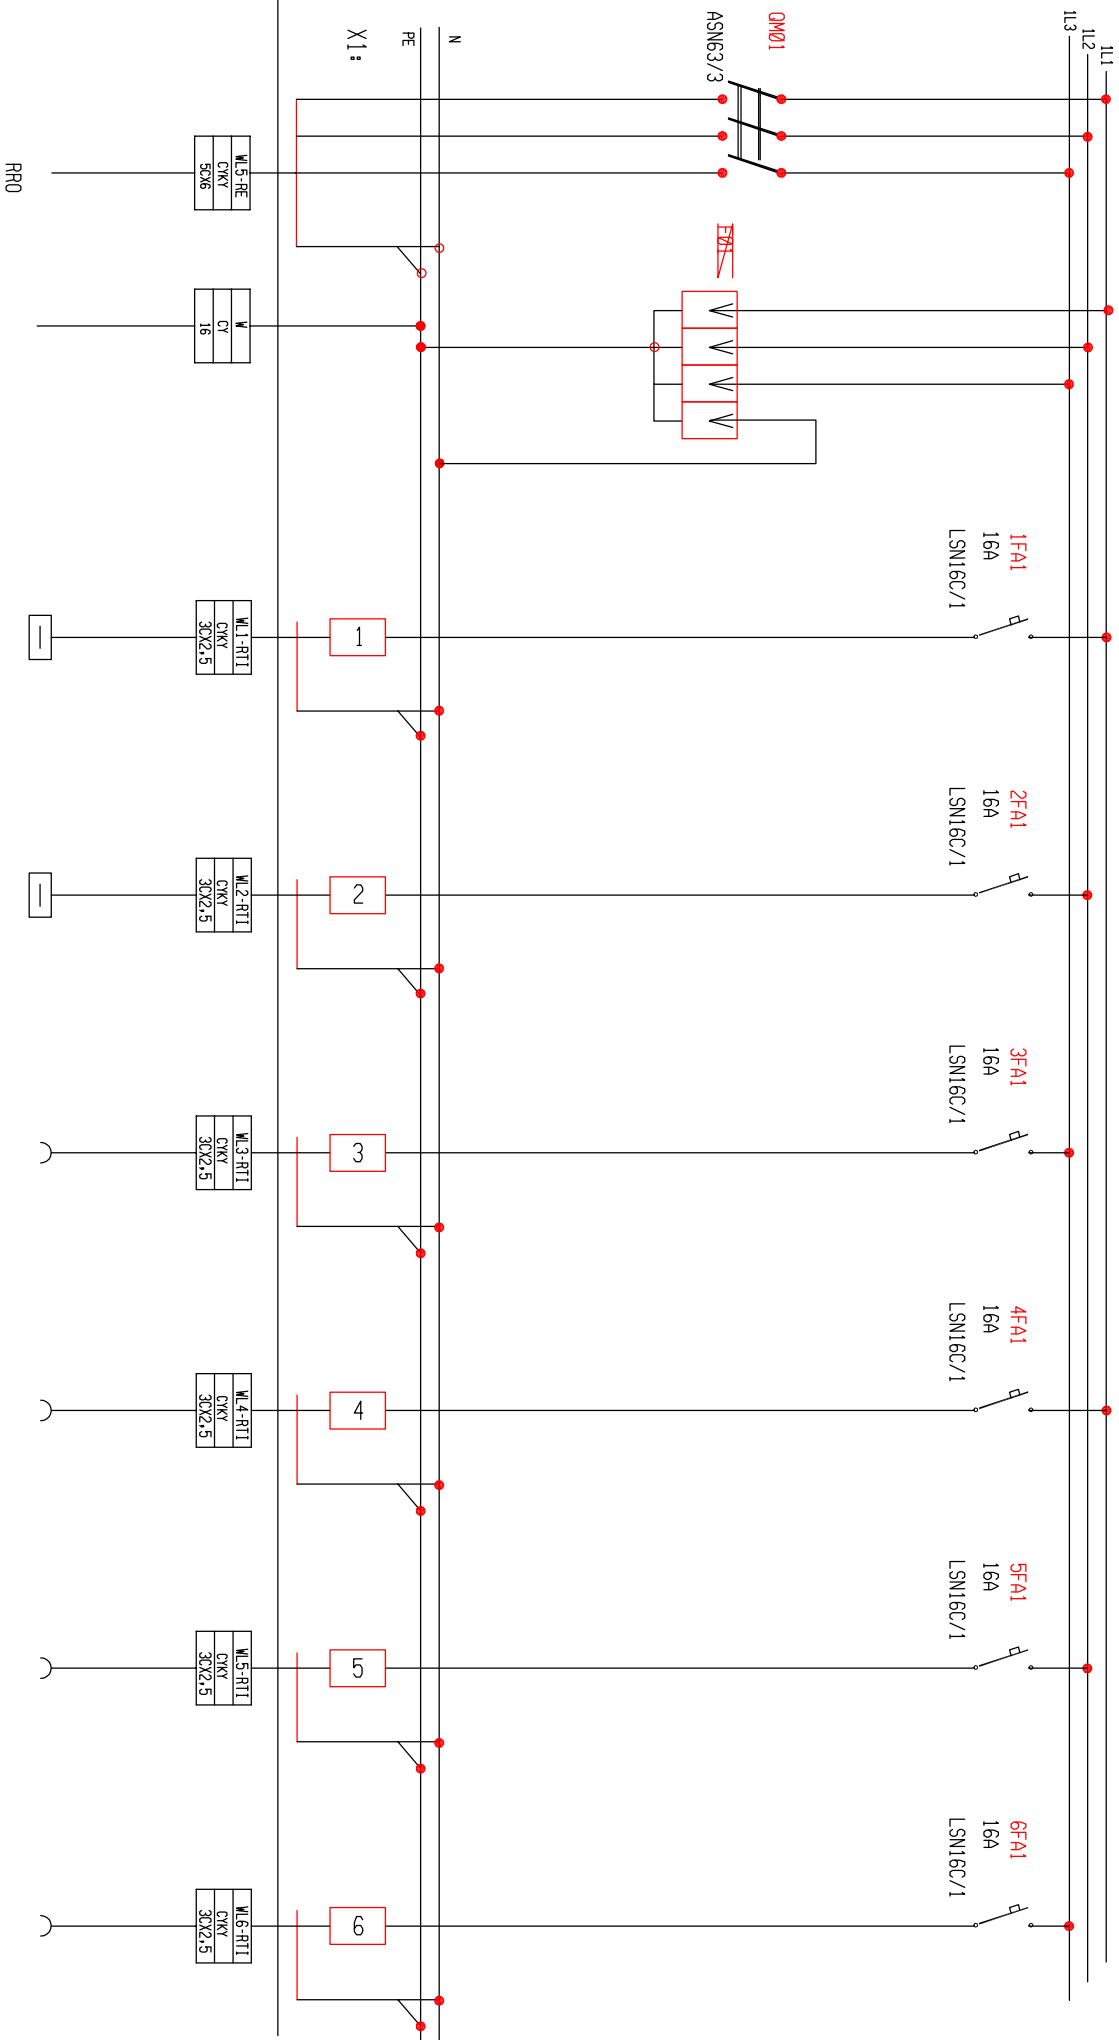 1L1
1L2
1L3
QM01
ASN63/3
F01
1FA1
16A
LSN16C/1
2FA1
16A
LSN16C/1
3FA1
16A
LSN16C/1
4FA1
16A
LSN16C/1
5FA1
16A
LSN16C/1
6FA1
16A
LSN16C/1
N
PE
X1:
1
2
3
4
5
6
WL5-RE
CYKY
5CX6
W
CY
16
WL1-RTI
CYKY
3CX2,5
WL2-RTI
CYKY
3CX2,5
WL3-RTI
CYKY
3CX2,5
WL4-RTI
CYKY
3CX2,5
WL5-RTI
CYKY
3CX2,5
WL6-RTI
CYKY
3CX2,5
RRO